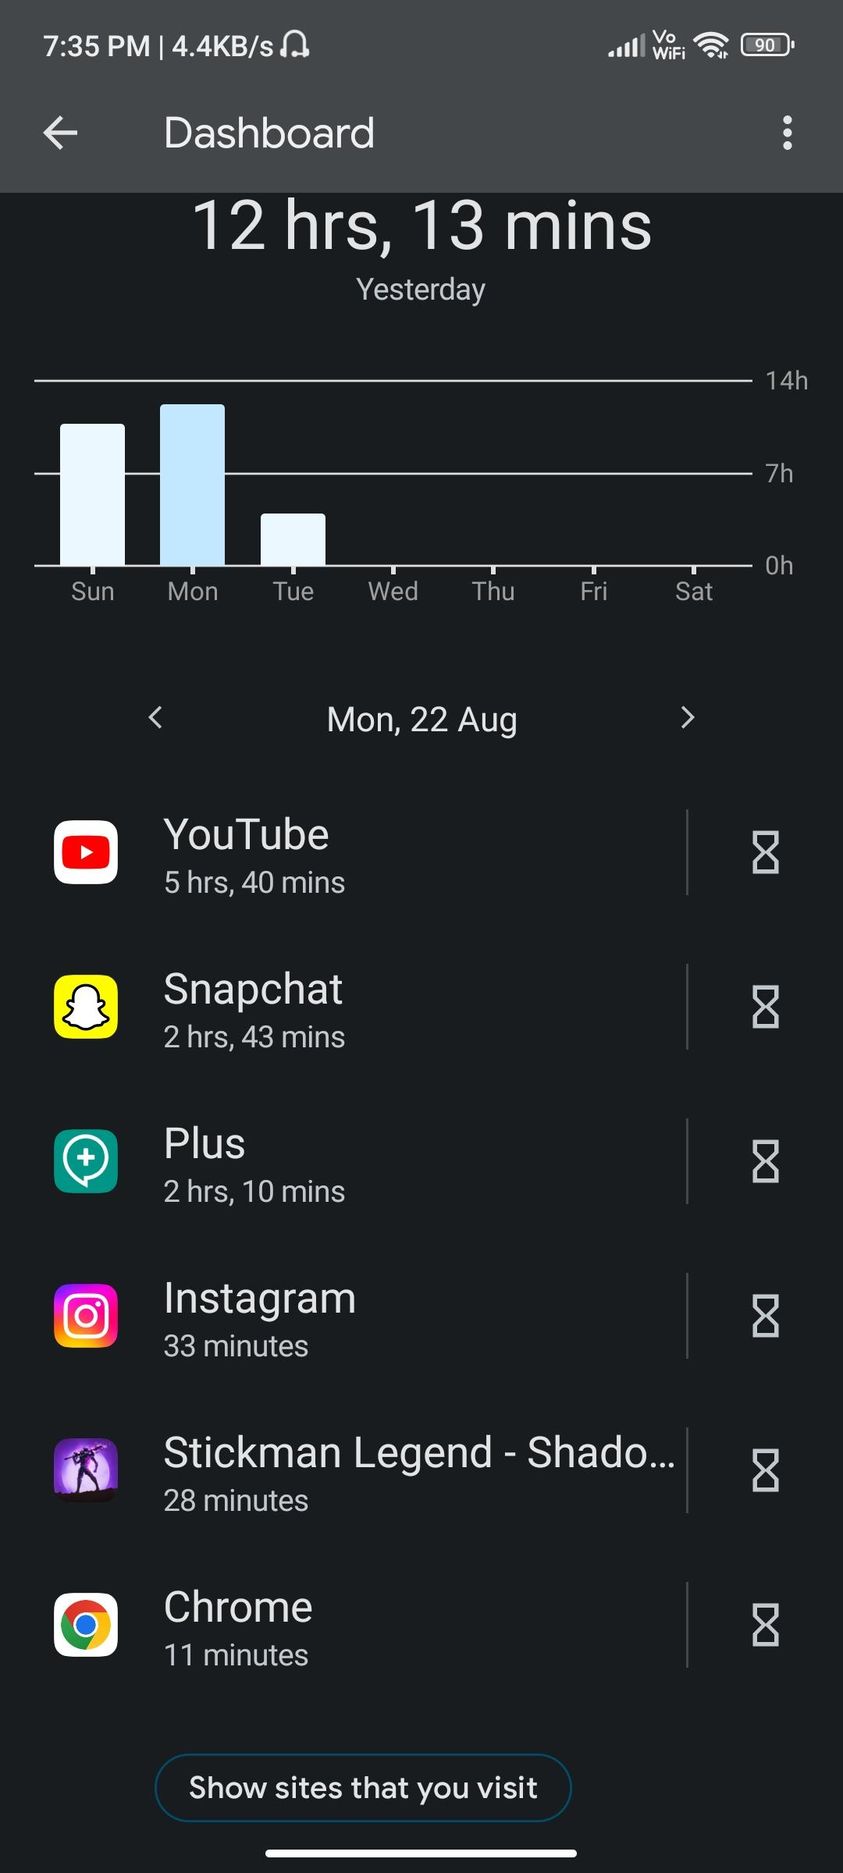 7:35 PM | 4.4KB/s
Vo
WiFi
90
Dashboard
12 hrs, 13 mins
Yesterday
14h
7h
0h
Sun Mon Tue Wed Thu Fri Sat
Mon, 22 Aug
YouTube
5 hrs, 40 mins
Snapchat
2 hrs, 43 mins
Plus
2 hrs, 10 mins
Instagram
33 minutes
Stickman Legend - Shado...
28 minutes
Chrome
11 minutes
Show sites that you visit